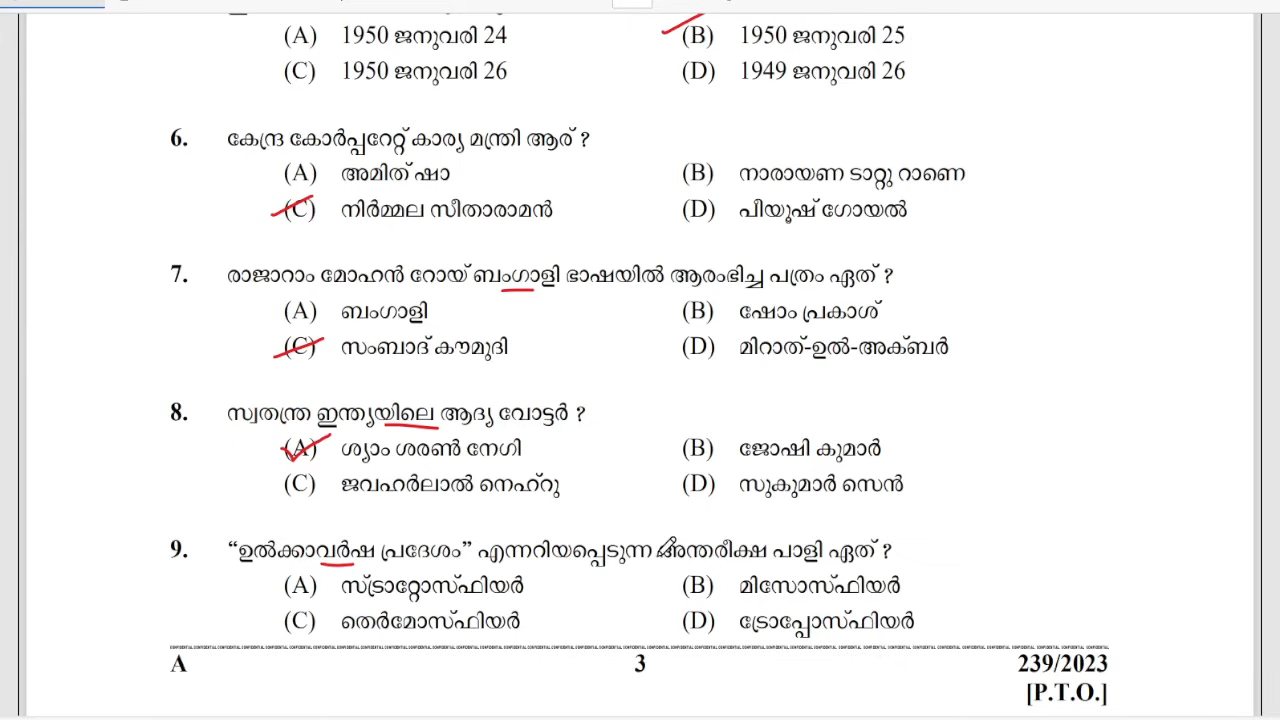 (A) 1950 ജനുവരി 24 (B) 1950 ജനുവരി 25
(C) 1950 ജനുവരി 26 (D) 1949 ജനുവരി 26
6. കേന്ദ്ര കോർപ്പറേറ്റ് കാര്യ മന്ത്രി ആര് ?
(A) അമിത് ഷാ (B) നാരായണ ടാറ്റു റാണെ
(C) നിർമ്മല സീതാരാമൻ (D) പീയൂഷ് ഗോയൽ
7. രാജാറാം മോഹൻ റോയ് ബംഗാളി ഭാഷയിൽ ആരംഭിച്ച പത്രം ഏത് ?
(A) ബംഗാളി (B) ഷോം പ്രകാശ്
(C) സംബാദ് കൗമുദി (D) മിറാത്-ഉൽ-അക്ബർ
8. സ്വതന്ത്ര ഇന്ത്യയിലെ ആദ്യ വോട്ടർ ?
(A) ശ്യാം ശരൺ നേഗി (B) ജോഷി കുമാർ
(C) ജവഹർലാൽ നെഹ്റു (D) സുകുമാർ സെൻ
9. “ഉൽക്കാവർഷ പ്രദേശം” എന്നറിയപ്പെടുന്ന അന്തരീക്ഷ പാളി ഏത് ?
(A) സ്ട്രാറ്റോസ്ഫിയർ (B) മിസോസ്ഫിയർ
(C) തെർമോസ്ഫിയർ (D) ട്രോപ്പോസ്ഫിയർ
A 3 239/2023
[P.T.O.]